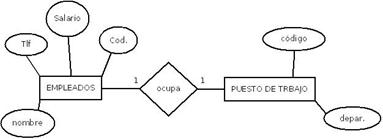 Salario
Tlf
Cod.
código
EMPLEADOS
1
ocupa
1
PUESTO DE TRBAJO
nombre
depar.